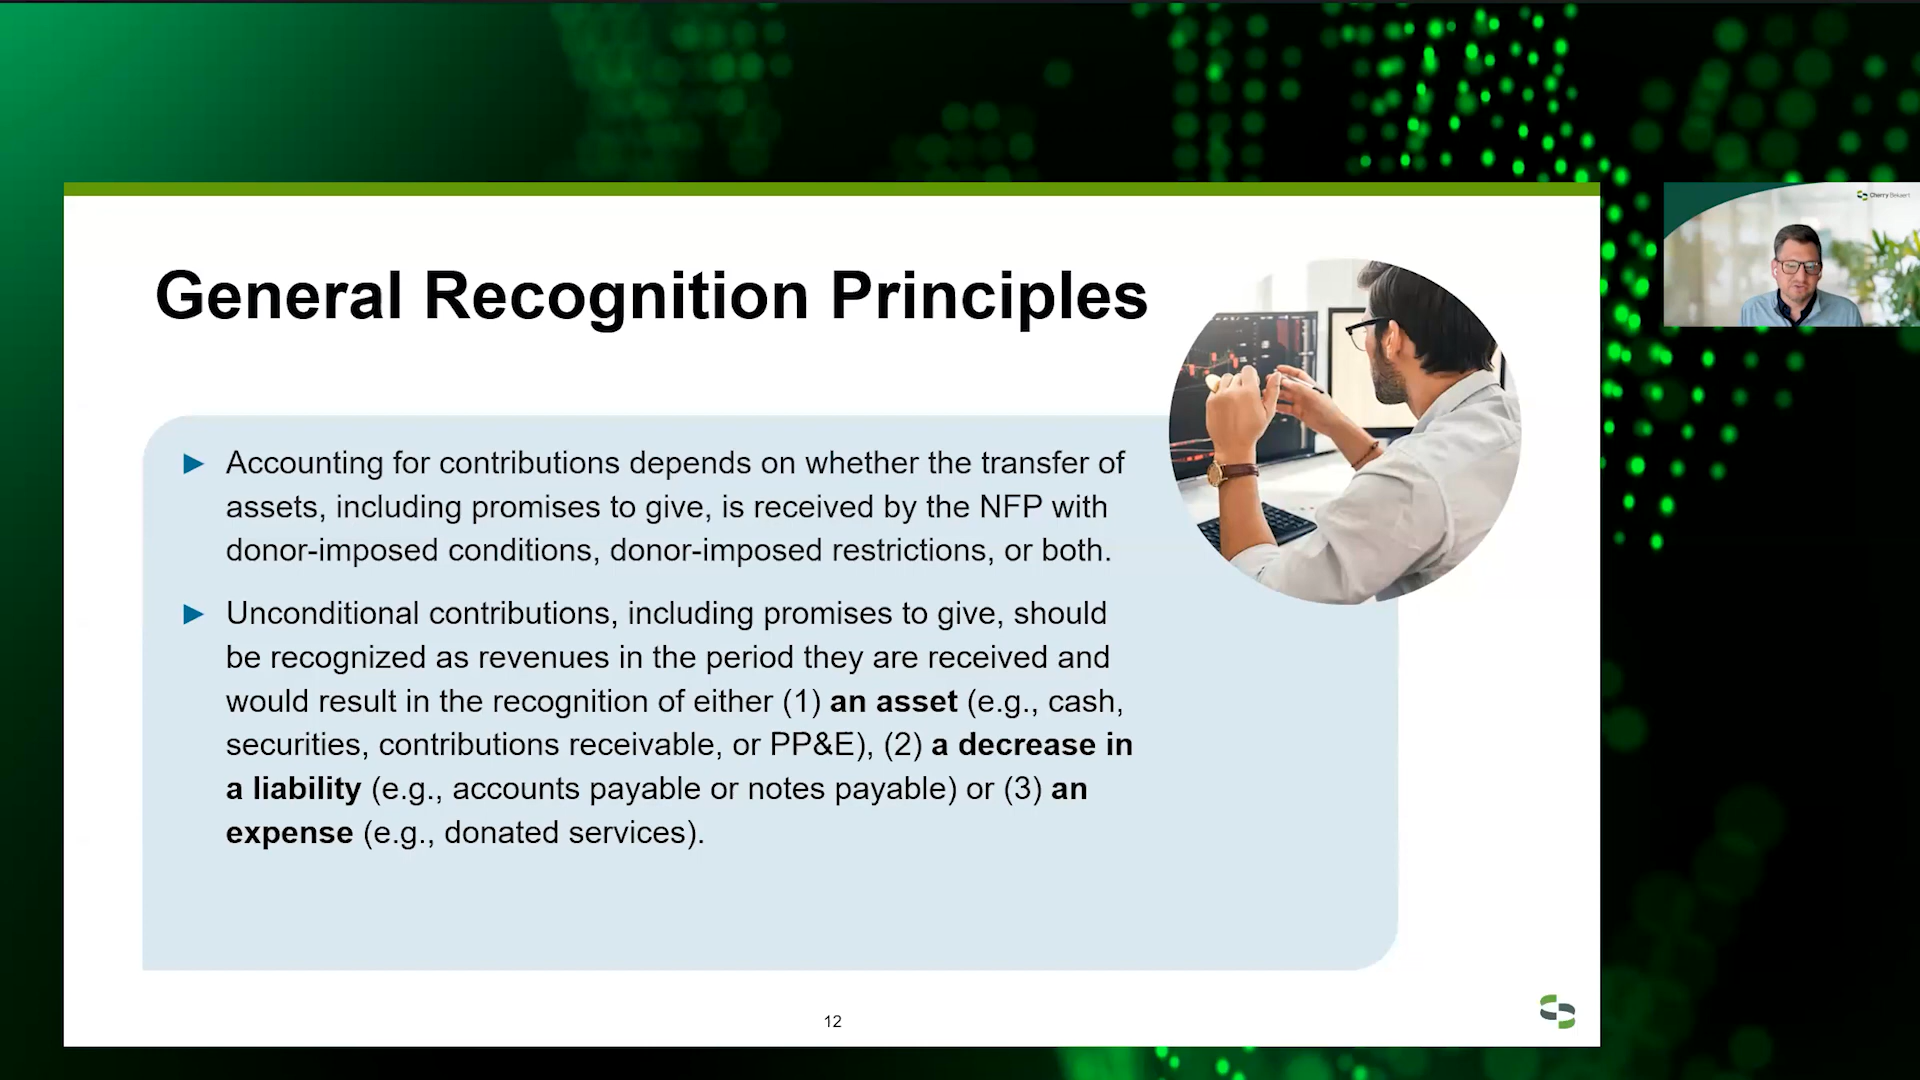 Cherry Bekaert
General Recognition Principles
► Accounting for contributions depends on whether the transfer of
assets, including promises to give, is received by the NFP with
donor-imposed conditions, donor-imposed restrictions, or both.
► Unconditional contributions, including promises to give, should
be recognized as revenues in the period they are received and
would result in the recognition of either (1) an asset (e.g., cash,
securities, contributions receivable, or PP&E), (2) a decrease in
a liability (e.g., accounts payable or notes payable) or (3) an
expense (e.g., donated services).
12